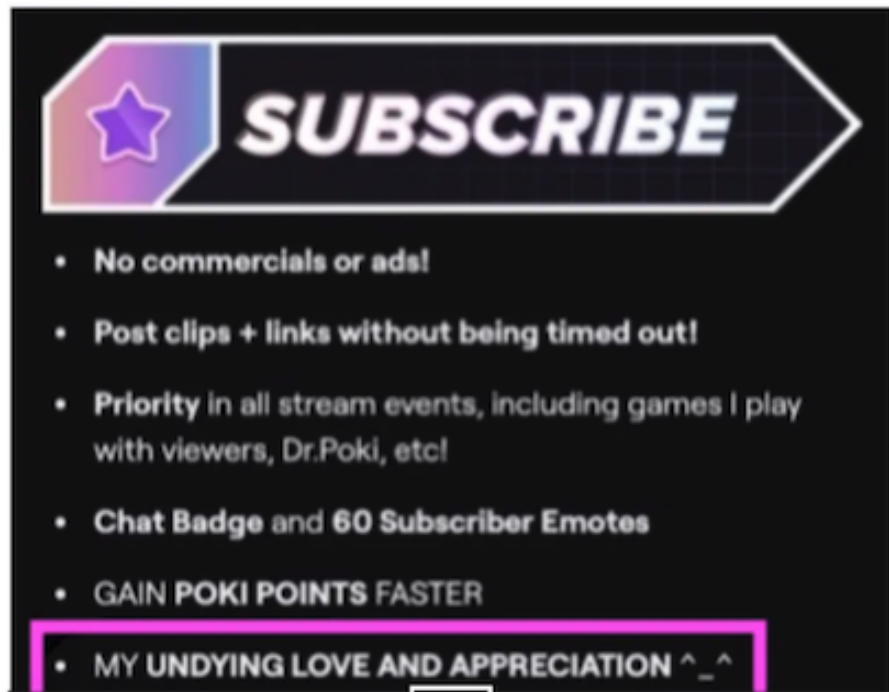 SUBSCRIBE
• No commercials or ads!
• Post clips + links without being timed out!
• Priority in all stream events, including games I play
with viewers, Dr.Poki, etc!
• Chat Badge and 60 Subscriber Emotes
• GAIN POKI POINTS FASTER
• MY UNDYING LOVE AND APPRECIATION ^_^